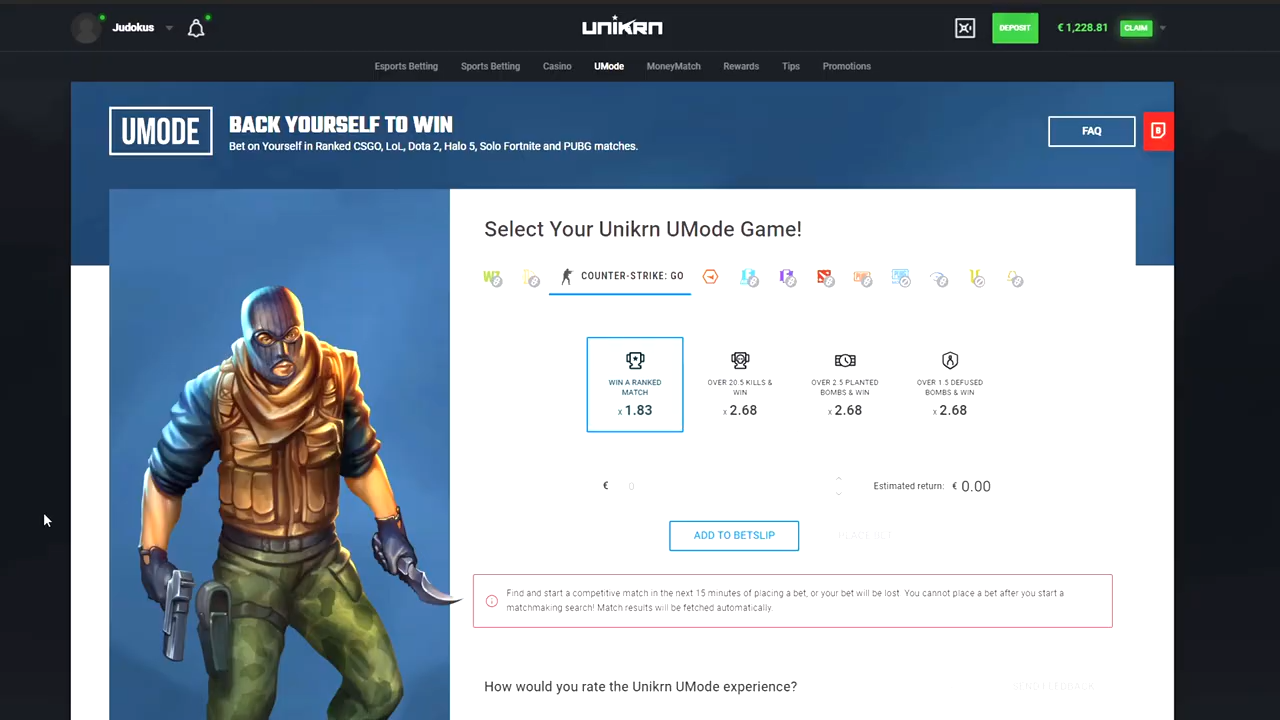 Judokus
UNIKRN
DEPOSIT
€ 1,228.81
CLAIM
Esports Betting
Sports Betting
Casino
UMode
MoneyMatch
Rewards
Tips
Promotions
UMODE
BACK YOURSELF TO WIN
Bet on Yourself in Ranked CSGO, LoL, Dota 2, Halo 5, Solo Fortnite and PUBG matches.
FAQ
Select Your Unikrn UMode Game!
COUNTER-STRIKE: GO
WIN A RANKED
MATCH
x 1.83
OVER 20.5 KILLS &
WIN
x 2.68
OVER 2.5 PLANTED
BOMBS & WIN
x 2.68
OVER 1.5 DEFUSED
BOMBS & WIN
x 2.68
€ 0
Estimated return: € 0.00
ADD TO BETSLIP
PLACE BET
Find and start a competitive match in the next 15 minutes of placing a bet, or your bet will be lost. You cannot place a bet after you start a
matchmaking search! Match results will be fetched automatically.
How would you rate the Unikrn UMode experience?
SEND FEEDBACK